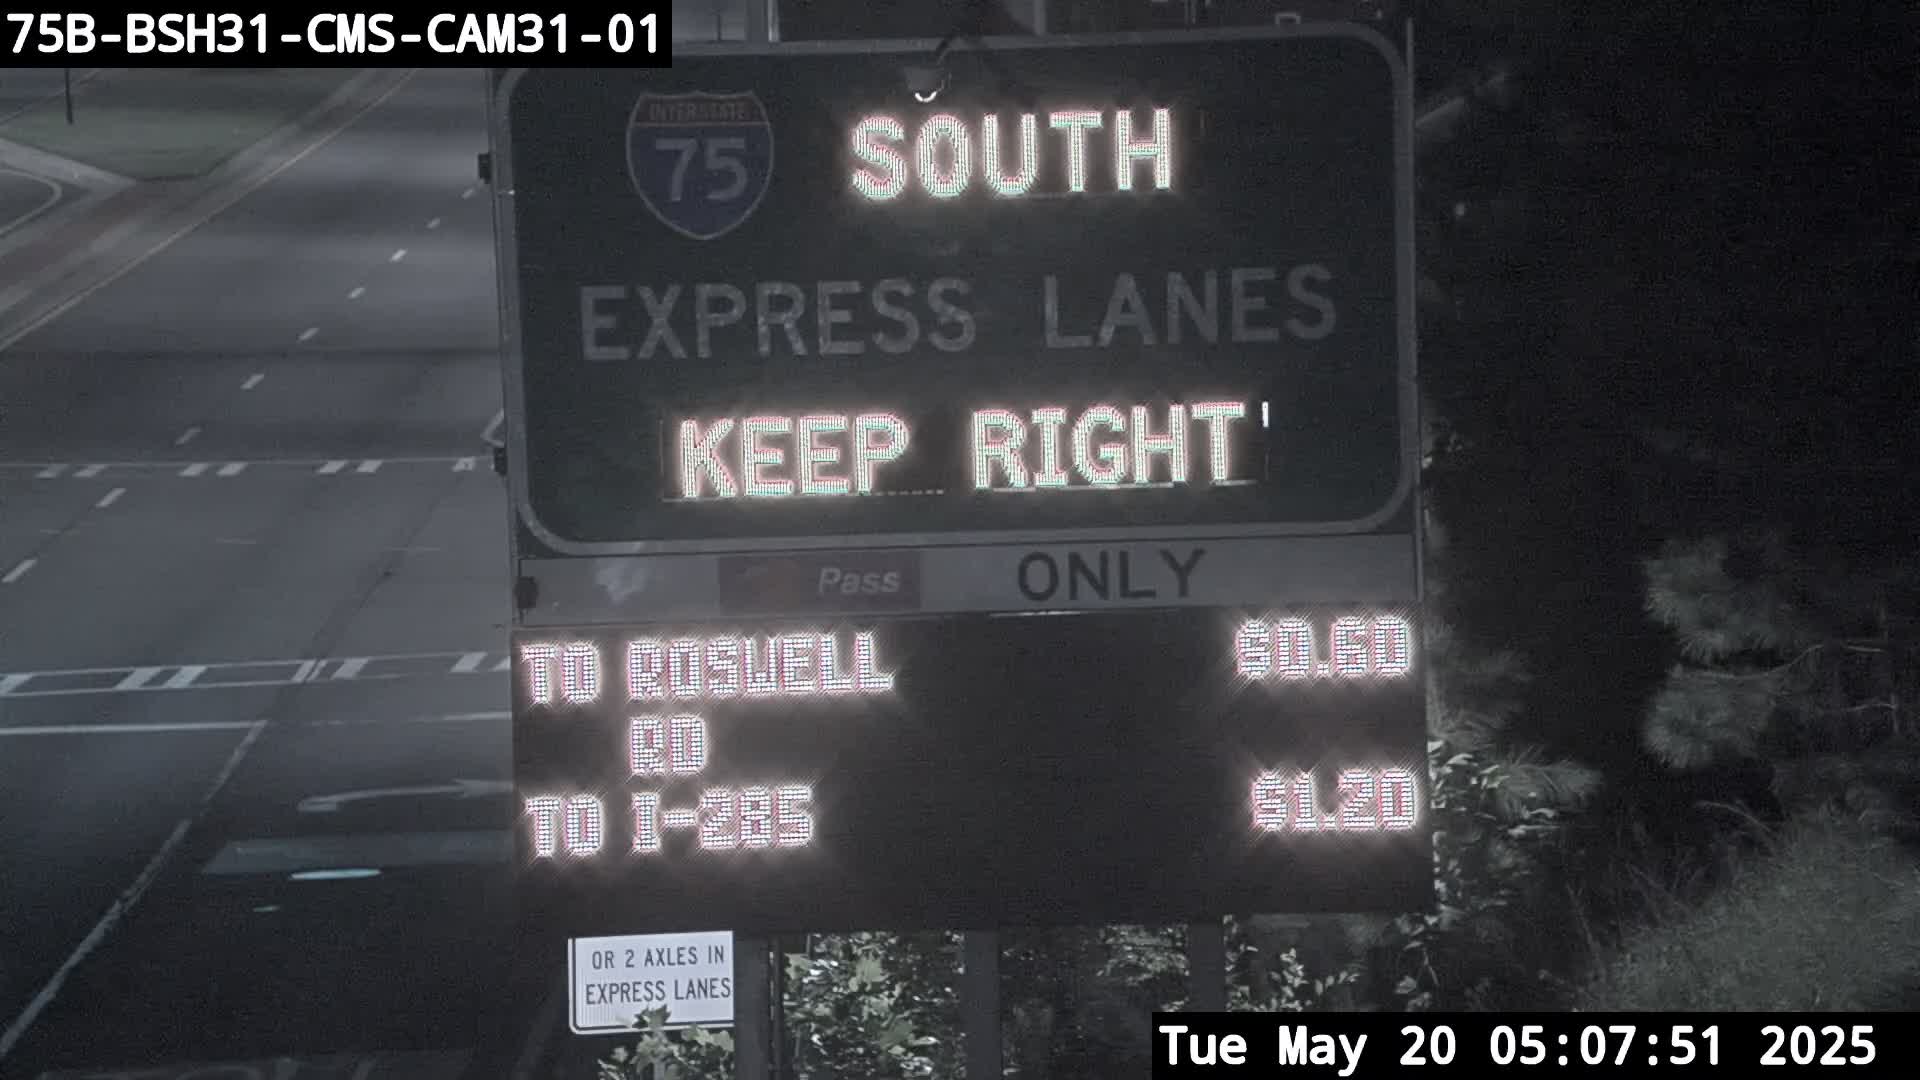 75B-BSH31-CMS-CAM31-01
INTERSTATE
75
SOUTH
EXPRESS LANES
KEEP RIGHT
Pass ONLY
TO ROSWELL $0.60
RD
TO I-285 $1.20
OR 2 AXLES IN
EXPRESS LANES
Tue May 20 05:07:51 2025